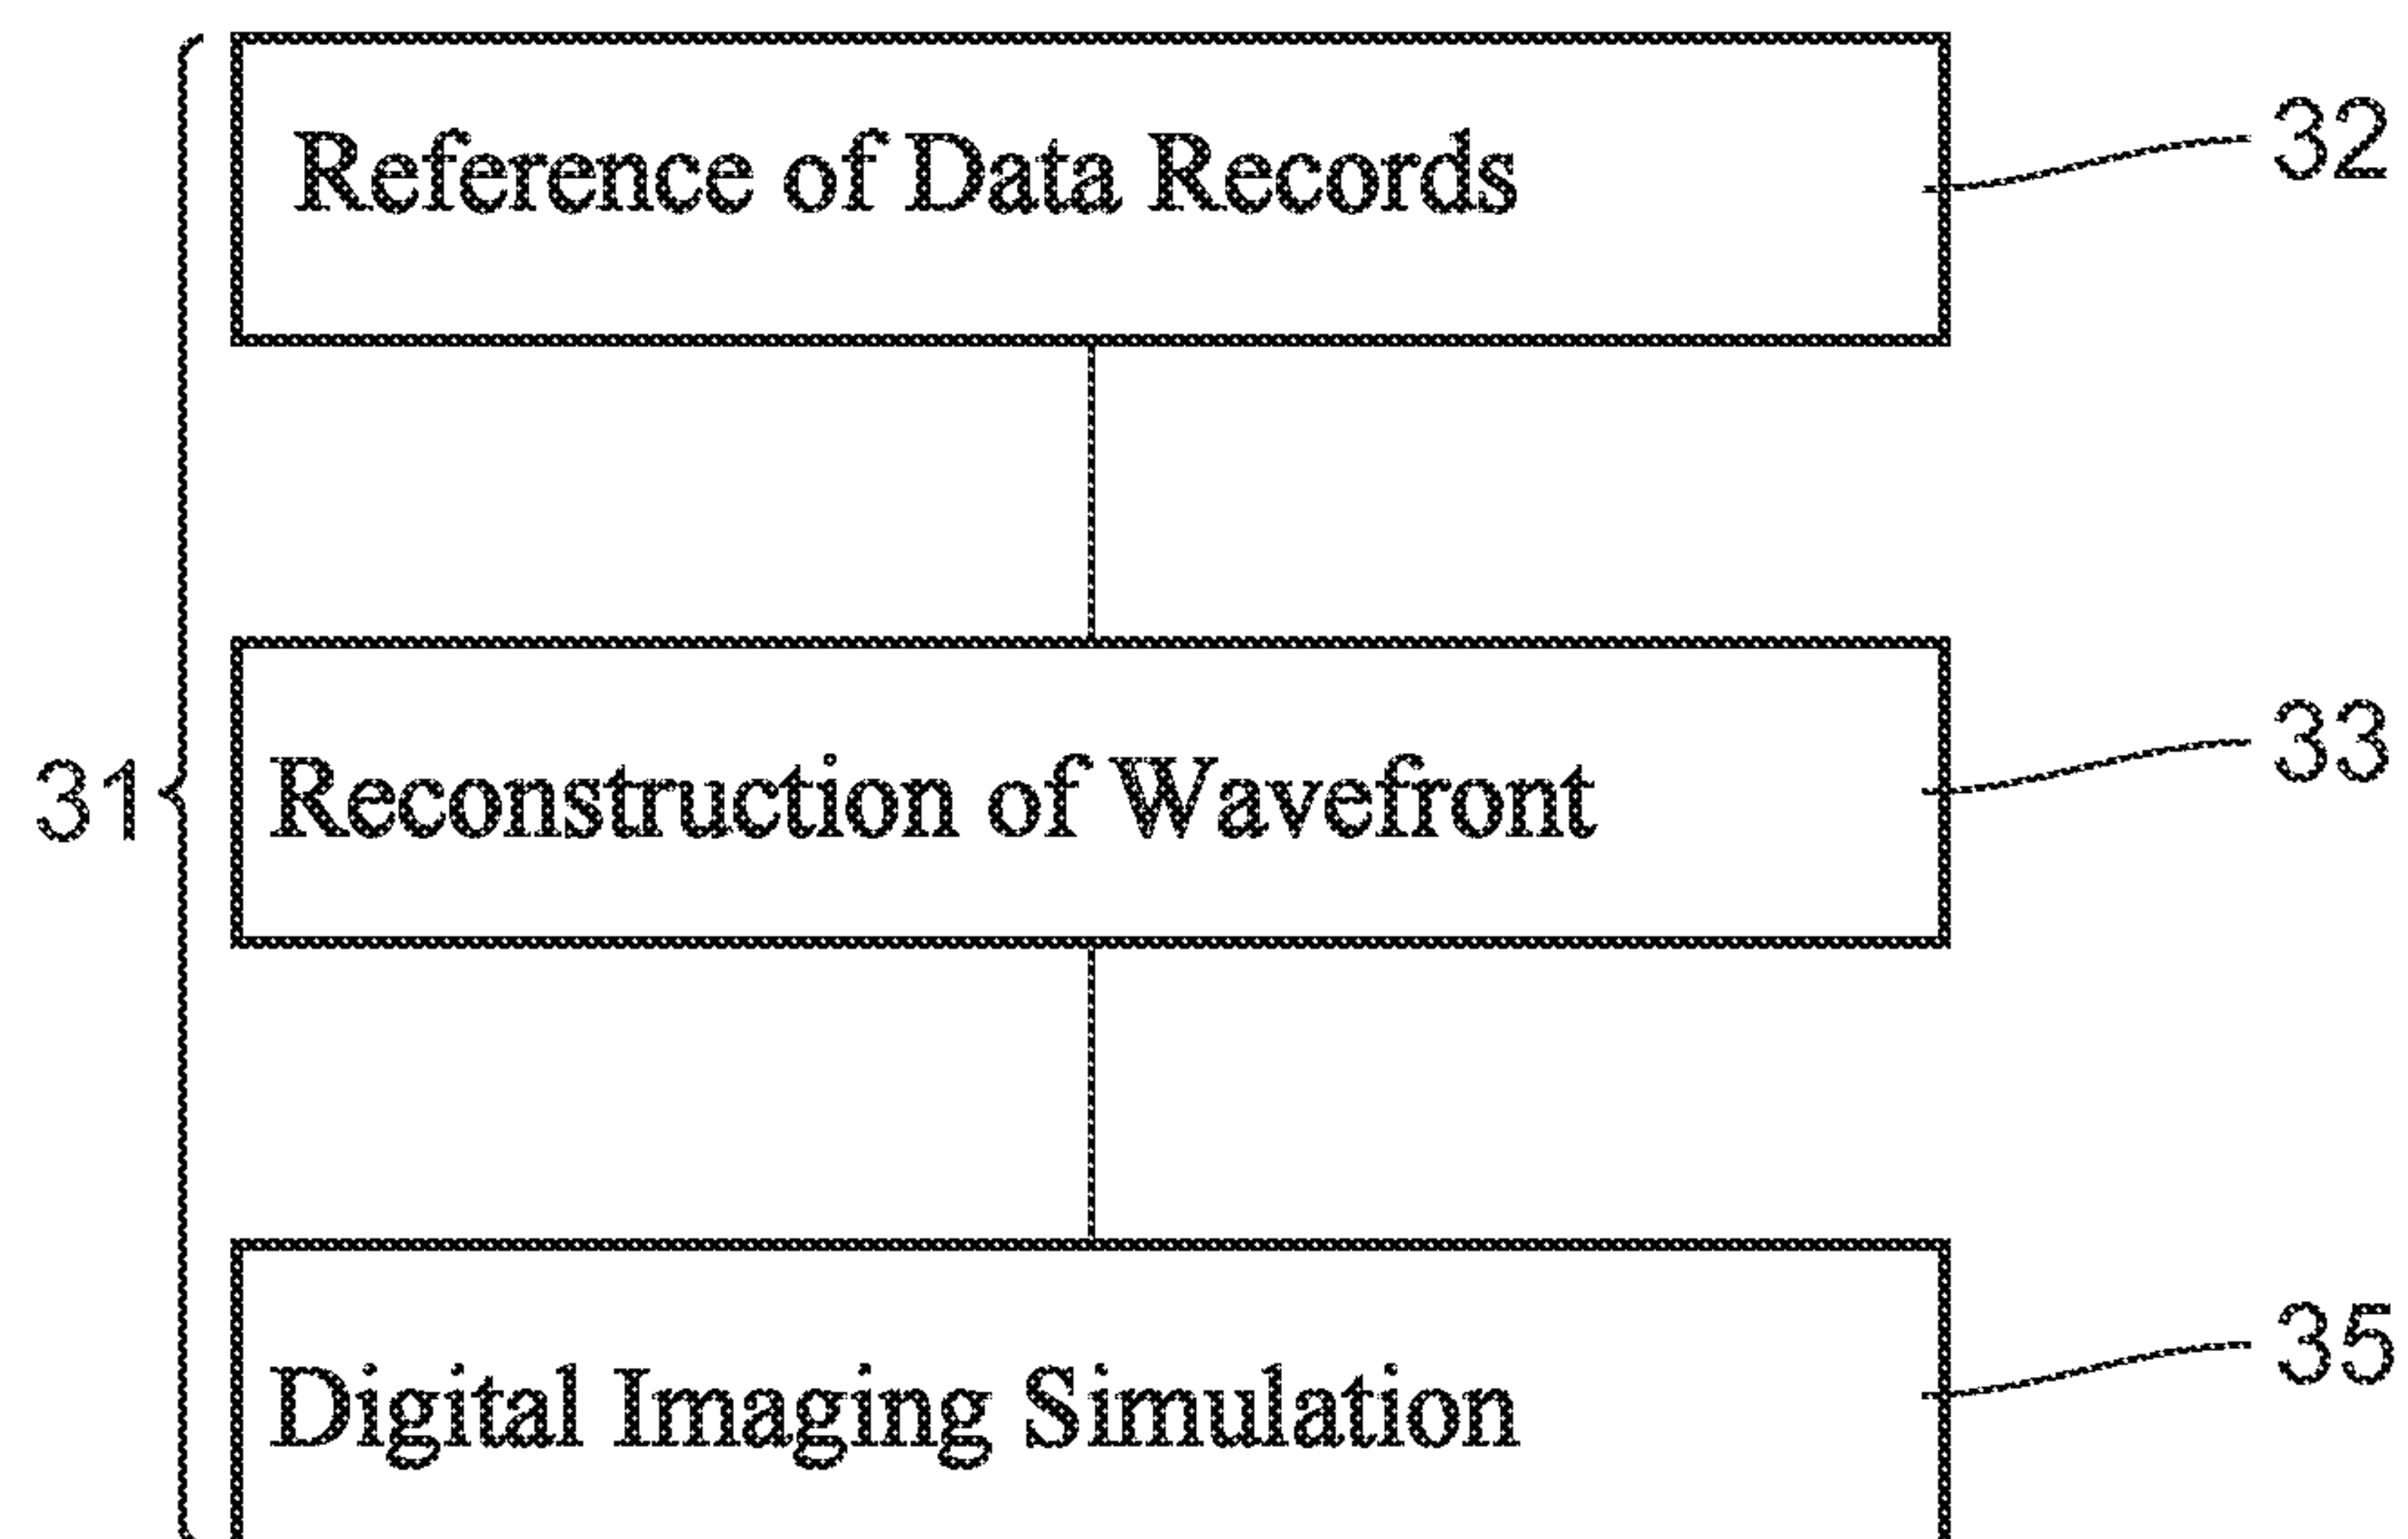 Reference of Data Records
32
31
Reconstruction of Wavefront
33
Digital Imaging Simulation
35